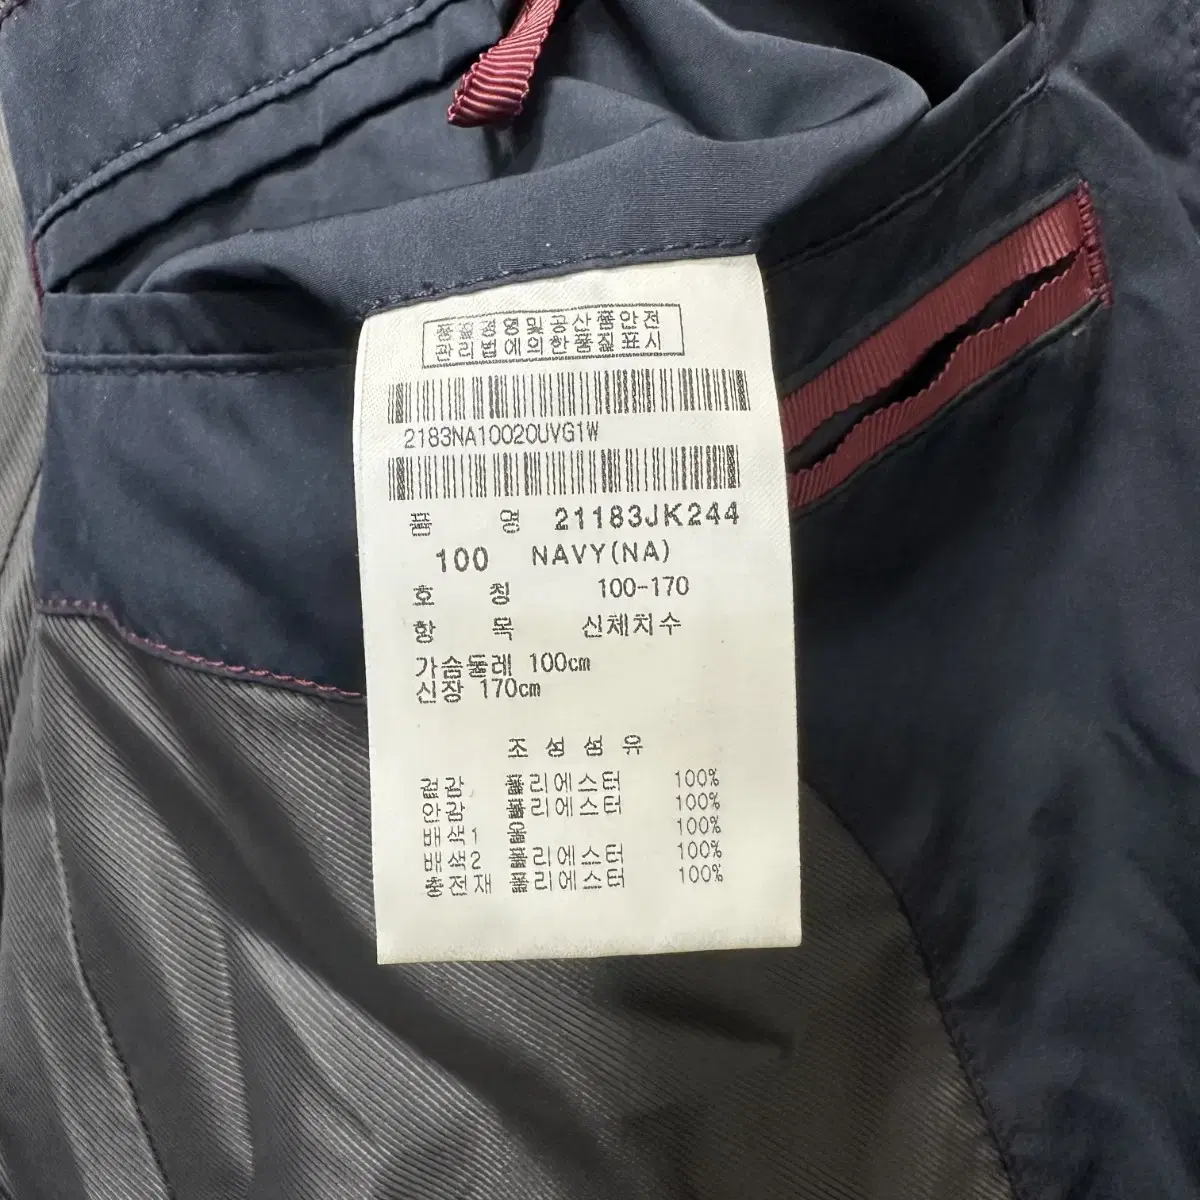 품질경영및공산품안전
관리법에의한품질표시
2183NA10020UVG1W
품 명 21183JK244
100 NAVY(NA)
호 칭 100-170
항 목 신체치수
가슴둘레 100cm
신장 170cm
조성섬유
겉감 폴리에스터 100%
안감 폴리에스터 100%
배색1 100%
배색2 폴리에스터 100%
충전재 폴리에스터 100%